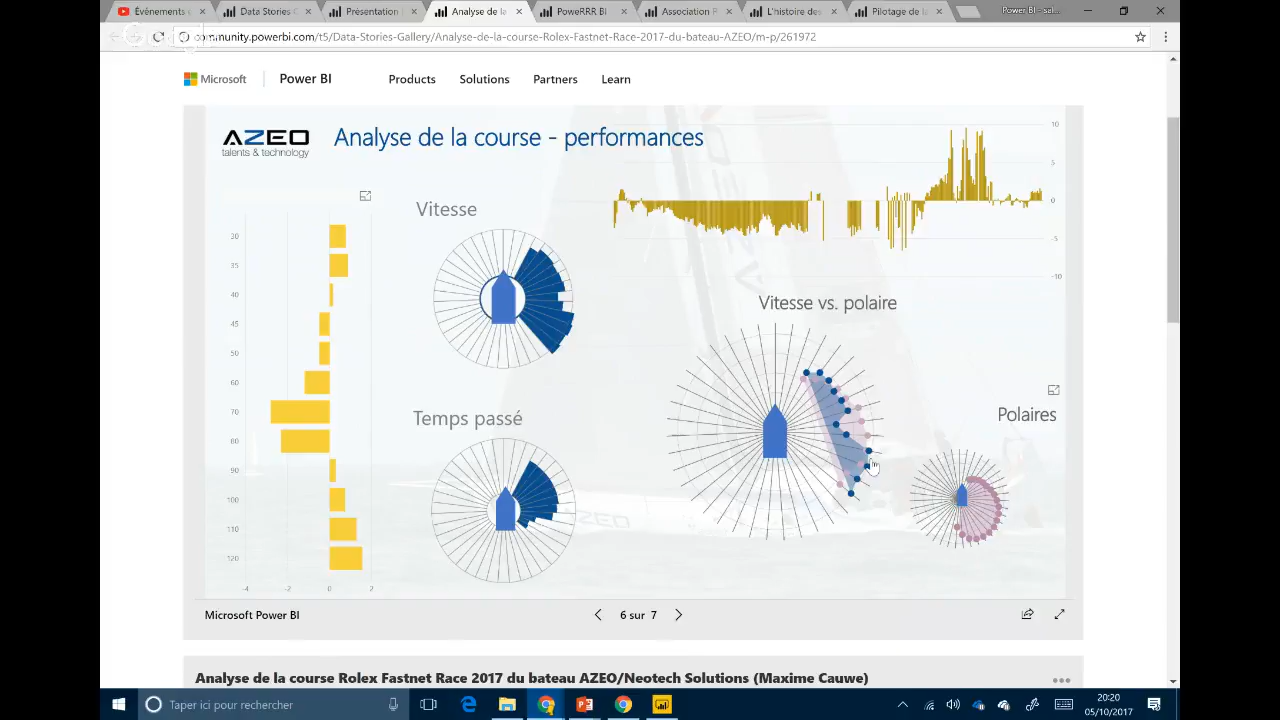 Événements
Data Stories G
Présentation
Analyse de la
PoweRRR BI
Association R
L'histoire des
Pilotage de la
community.powerbi.com/t5/Data-Stories-Gallery/Analyse-de-la-course-Rolex-Fastnet-Race-2017-du-bateau-AZEO/m-p/261972
Microsoft
Power BI
Products
Solutions
Partners
Learn
AZEO
talents & technology
Analyse de la course - performances
10
5
0
-5
-10
Vitesse
30
35
40
45
50
60
70
80
90
100
110
120
-4
-2
0
2
Temps passé
Vitesse vs. polaire
Polaires
Microsoft Power BI
6 sur 7
Analyse de la course Rolex Fastnet Race 2017 du bateau AZEO/Neotech Solutions (Maxime Cauwe)
Taper ici pour rechercher
20:20
05/10/2017